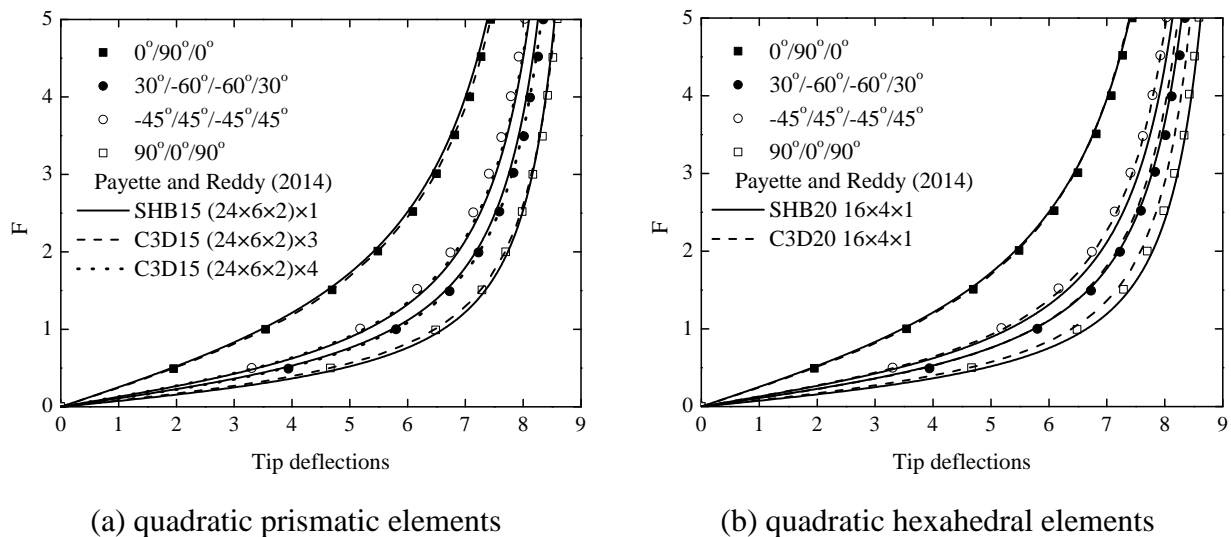 5
4
3
2
1
0
F
0 1 2 3 4 5 6 7 8 9
Tip deflections
0°/90°/0°
30°/-60°/-60°/30°
-45°/45°/-45°/45°
90°/0°/90°
Payette and Reddy (2014)
SHB15 (24×6×2)×1
C3D15 (24×6×2)×3
C3D15 (24×6×2)×4
(a) quadratic prismatic elements
5
4
3
2
1
0
F
0 1 2 3 4 5 6 7 8 9
Tip deflections
0°/90°/0°
30°/-60°/-60°/30°
-45°/45°/-45°/45°
90°/0°/90°
Payette and Reddy (2014)
SHB20 16×4×1
C3D20 16×4×1
(b) quadratic hexahedral elements